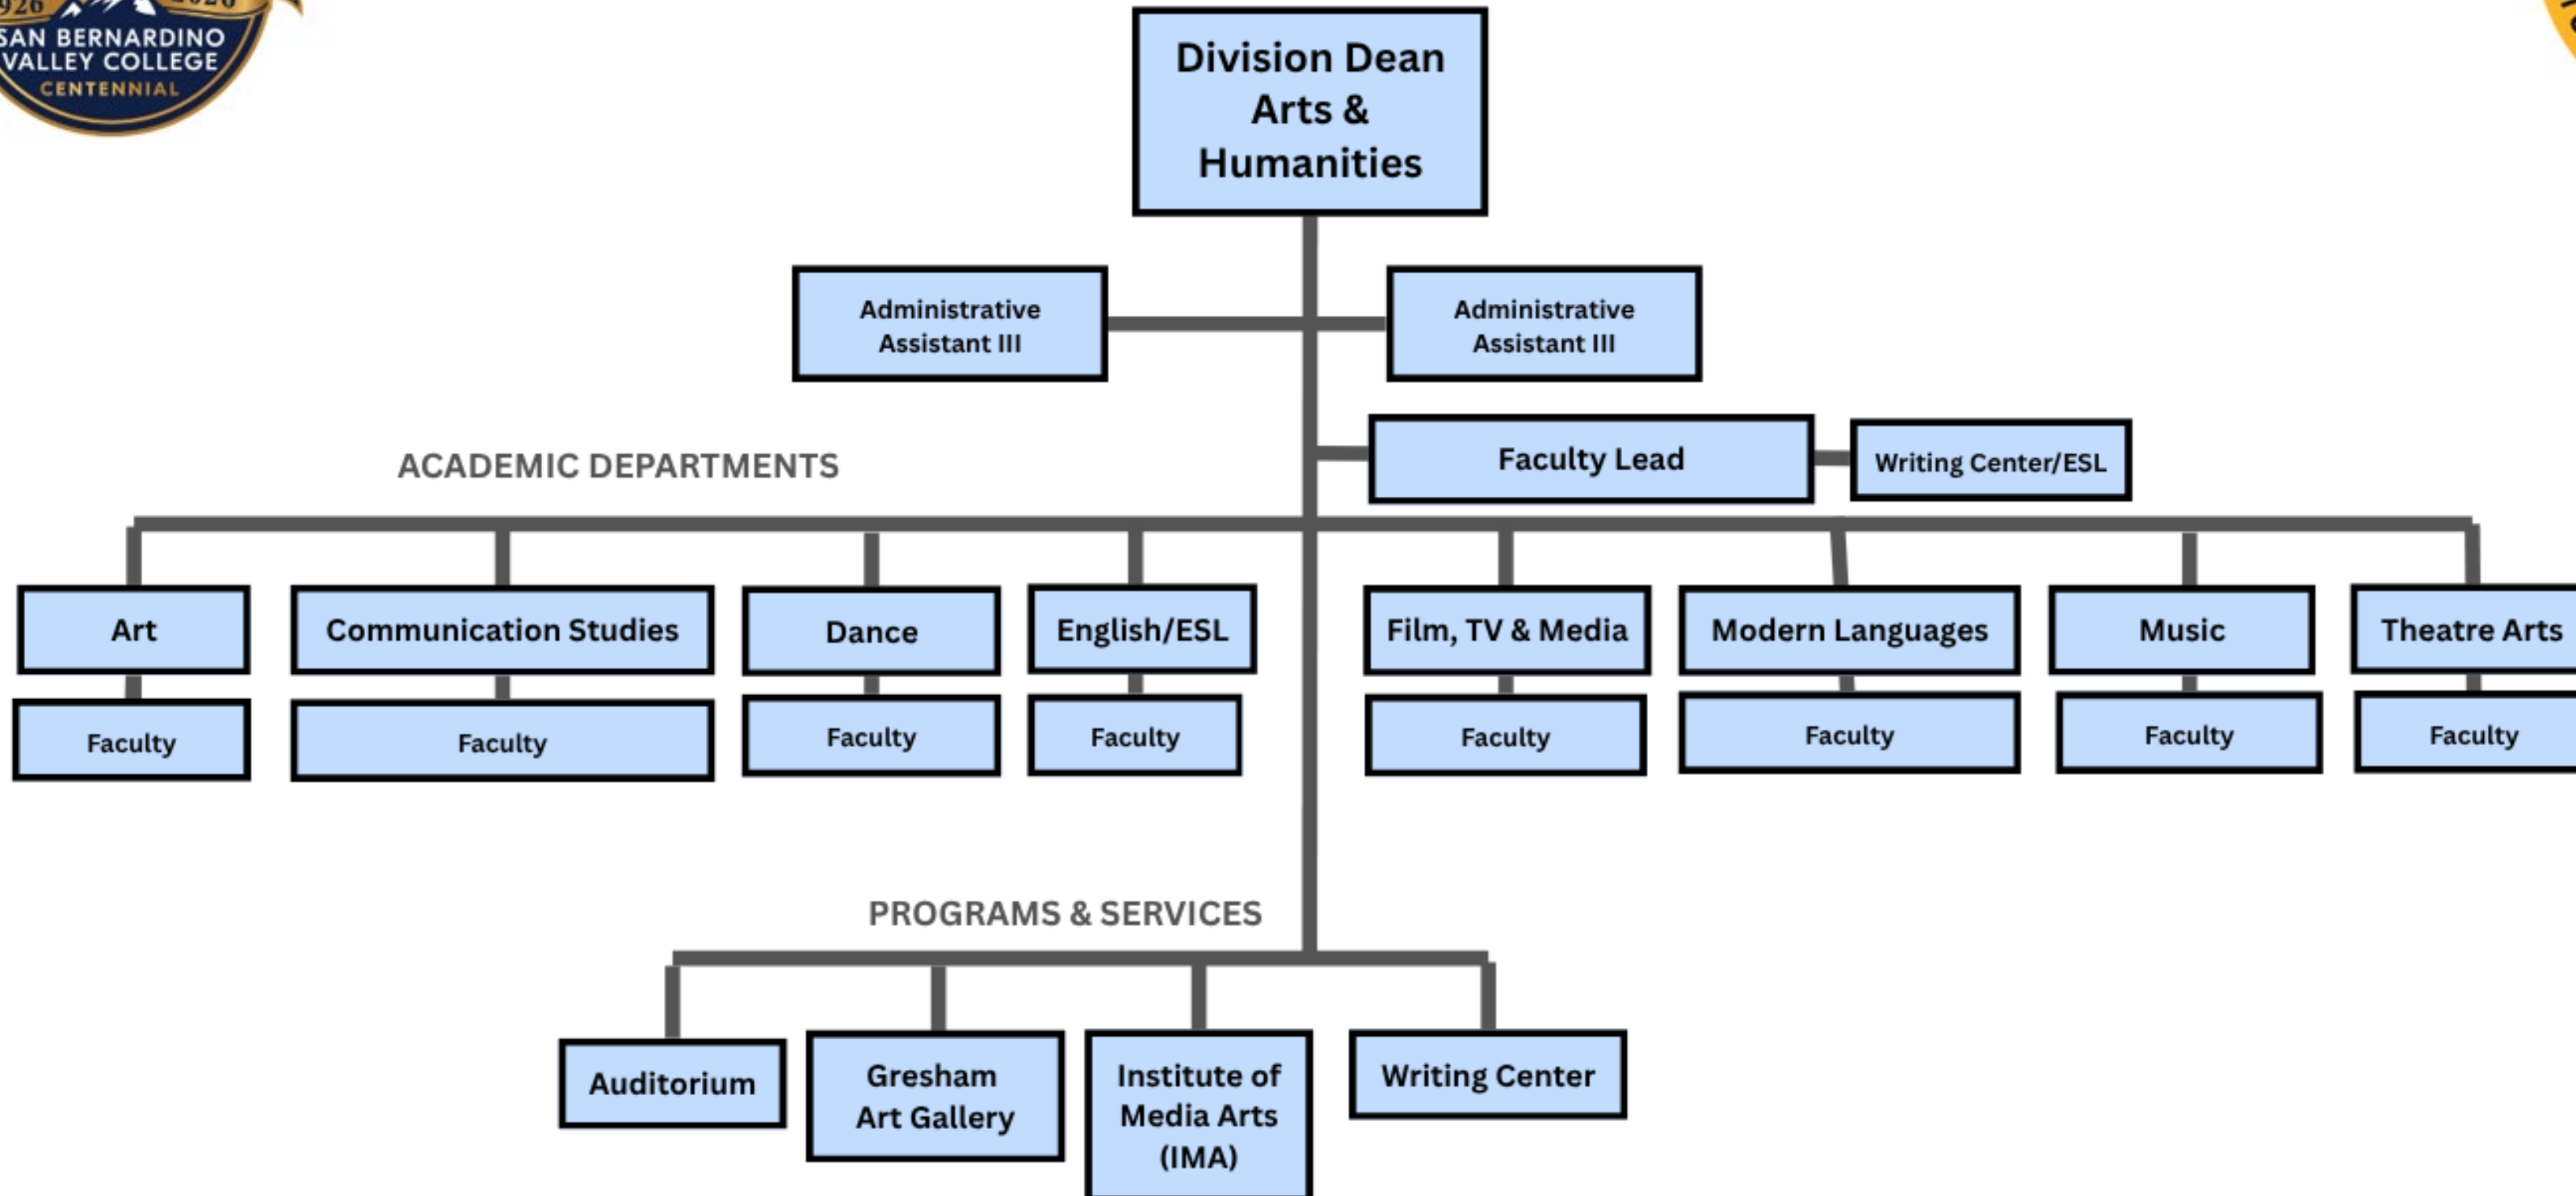 SAN BERNARDINO
VALLEY COLLEGE
CENTENNIAL
Division Dean
Arts &
Humanities
Administrative
Assistant III
Administrative
Assistant III
ACADEMIC DEPARTMENTS
Faculty Lead
Writing Center/ESL
Art
Communication Studies
Dance
English/ESL
Film, TV & Media
Modern Languages
Music
Theatre Arts
Faculty
Faculty
Faculty
Faculty
Faculty
Faculty
Faculty
Faculty
PROGRAMS & SERVICES
Auditorium
Gresham
Art Gallery
Institute of
Media Arts
(IMA)
Writing Center